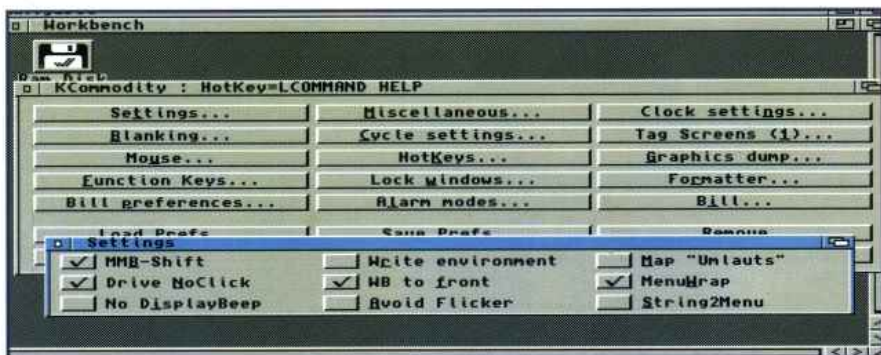 Workbench
Ram Disk
KCommodity : HotKey=LCOMMAND HELP
Settings... Miscellaneous... Clock settings...
Blanking... Cycle settings... Tag Screens (1)...
Mouse... HotKeys... Graphics dump...
Function Keys... Lock windows... Formatter...
Bill preferences... Alarm modes... Bill...
Load Prefs Save Prefs Remove
Settings
MMB-Shift Write environment Map "Umlauts"
Drive NoClick WB to front MenuWrap
No DisplayBeep Avoid Flicker String2Menu